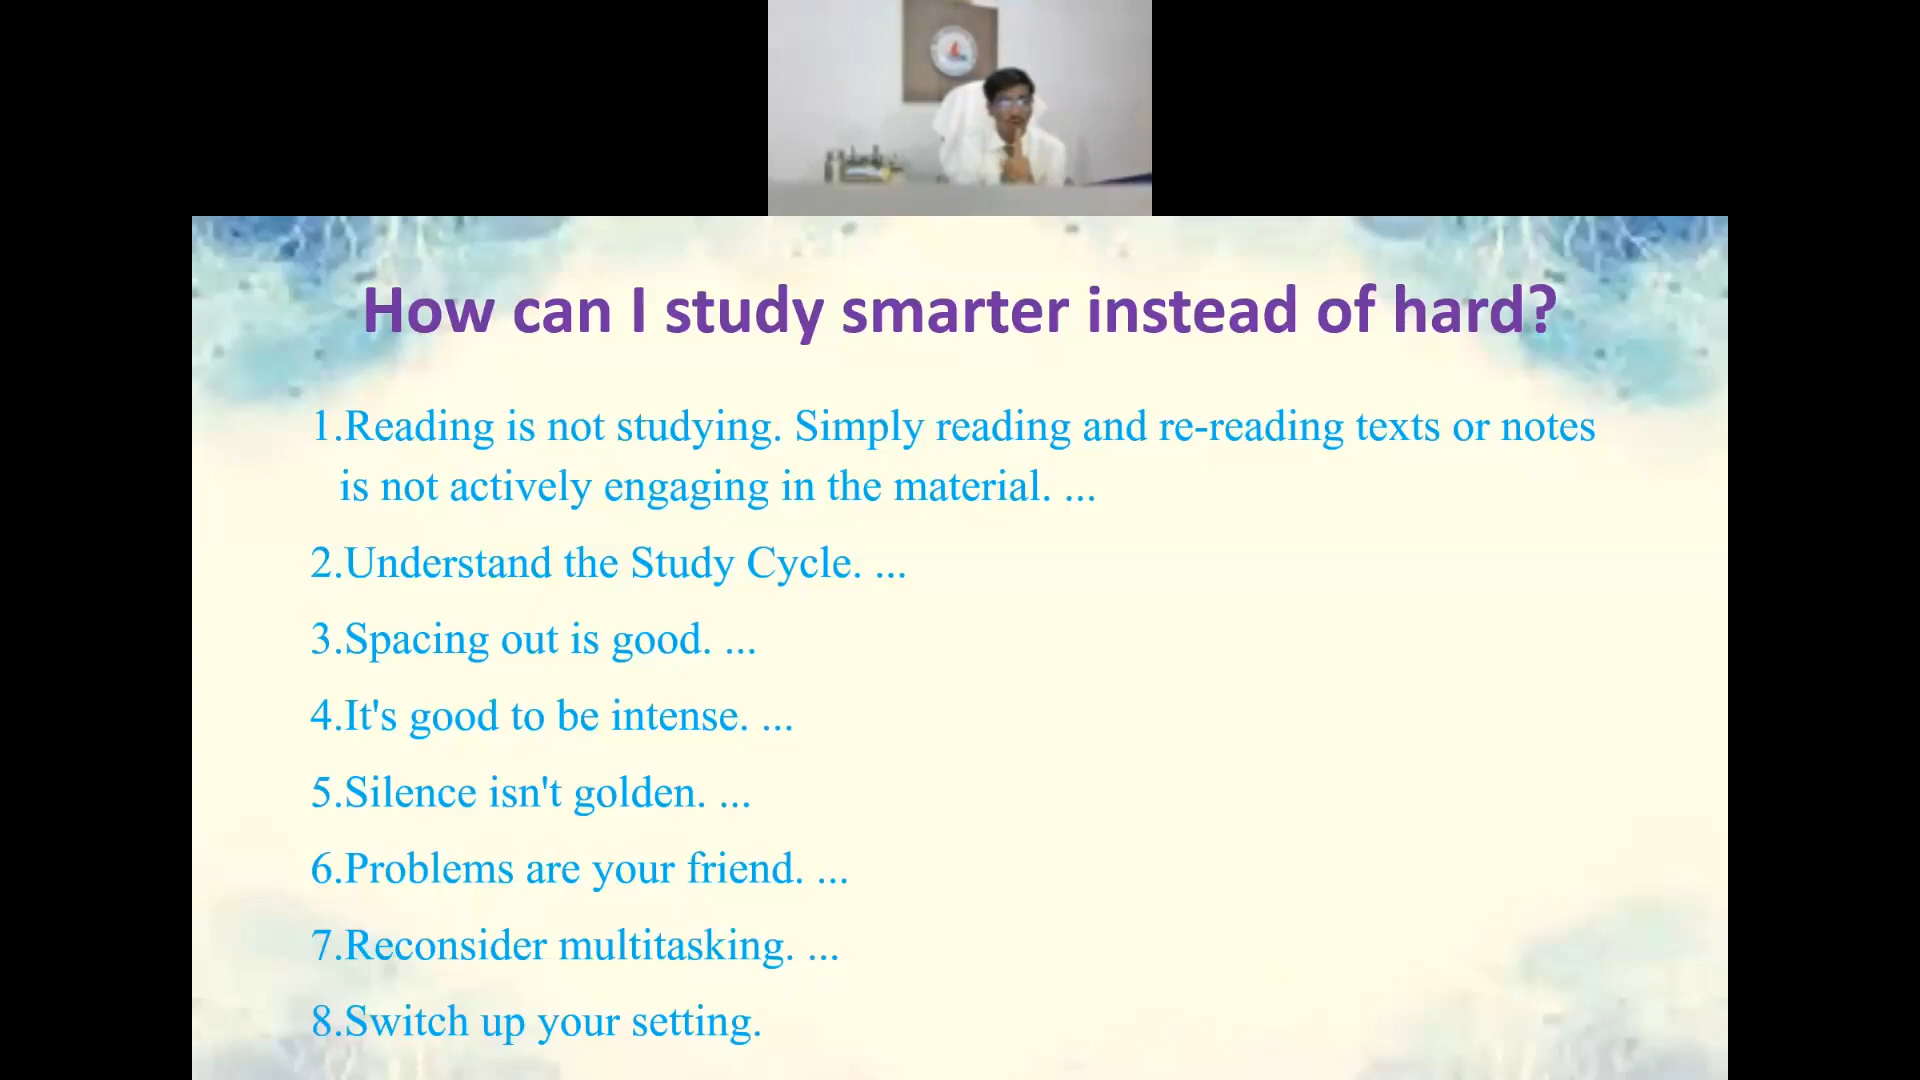 How can I study smarter instead of hard?
1.Reading is not studying. Simply reading and re-reading texts or notes
is not actively engaging in the material. ...
2.Understand the Study Cycle. ...
3.Spacing out is good. ...
4.It's good to be intense. ...
5.Silence isn't golden. ...
6.Problems are your friend. ...
7.Reconsider multitasking. ...
8.Switch up your setting.